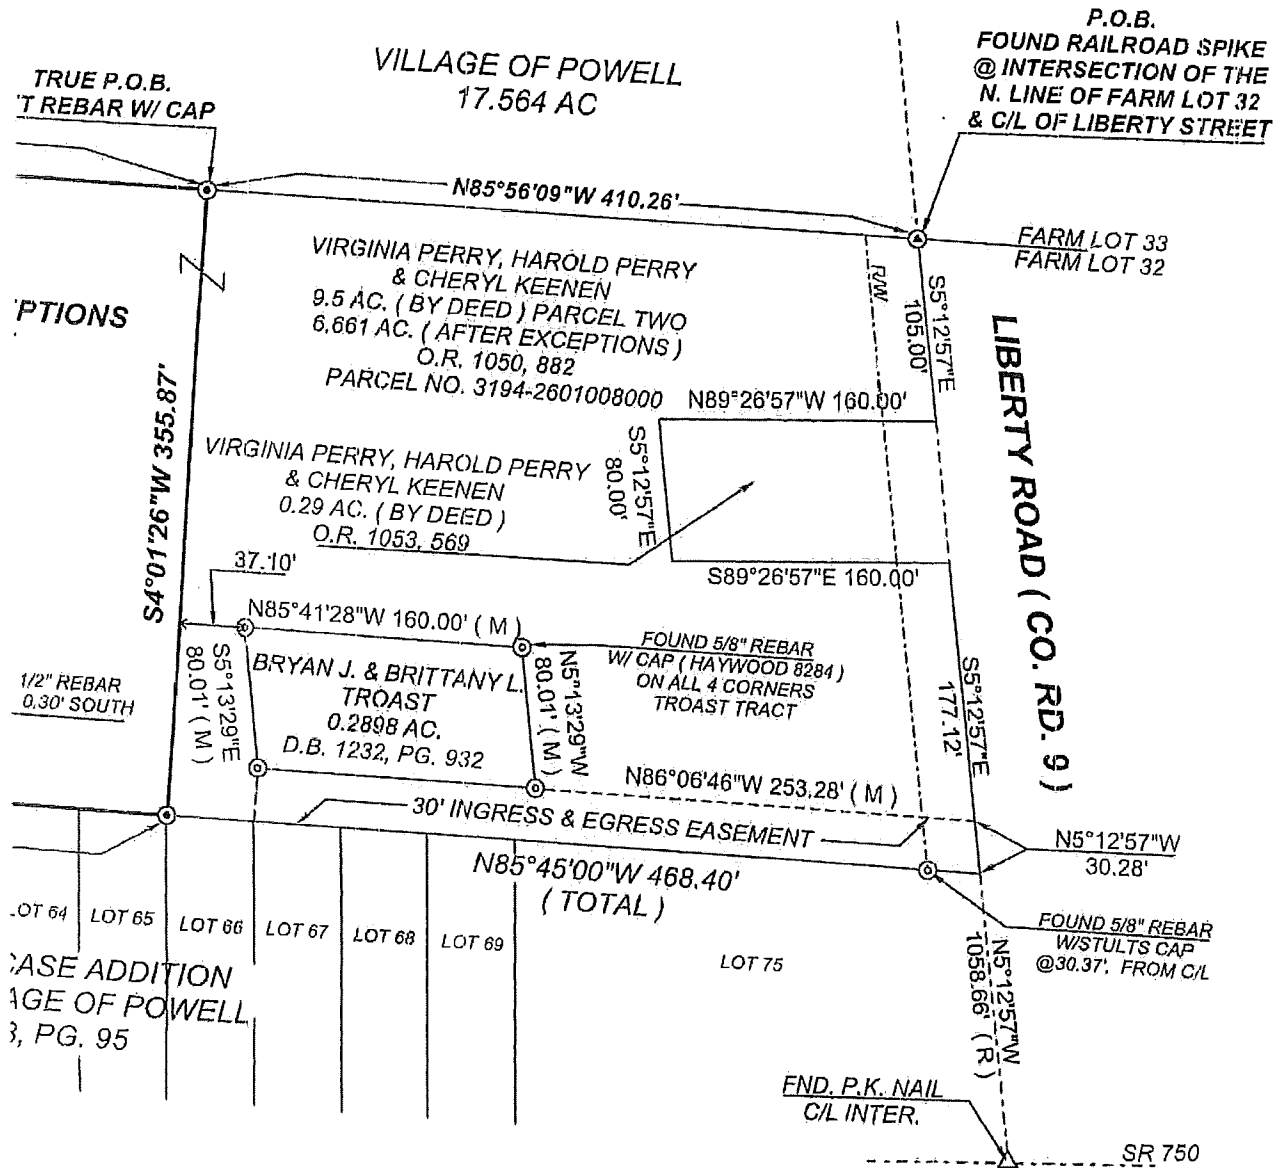 P.O.B.
FOUND RAILROAD SPIKE
@ INTERSECTION OF THE
N. LINE OF FARM LOT 32
& C/L OF LIBERTY STREET
VILLAGE OF POWELL
17.564 AC
TRUE P.O.B.
REBAR W/ CAP
N85°56'09"W 410.26'
FARM LOT 33
FARM LOT 32
VIRGINIA PERRY, HAROLD PERRY
& CHERYL KEENEN
9.5 AC. ( BY DEED ) PARCEL TWO
6.661 AC. ( AFTER EXCEPTIONS )
O.R. 1050, 882
PARCEL NO. 3194-2601008000
R/W
S5°12'57"E
105.00'
PTIONS
LIBERTY ROAD ( CO. RD. 9 )
S4°01'26"W 355.87'
N89°26'57"W 160.00'
S5°12'57"E
80.00'
VIRGINIA PERRY, HAROLD PERRY
& CHERYL KEENEN
0.29 AC. ( BY DEED )
O.R. 1053, 569
S89°26'57"E 160.00'
37.10'
N85°41'28"W 160.00' ( M )
FOUND 5/8" REBAR
W/ CAP ( HAYWOOD 8284 )
ON ALL 4 CORNERS
TROAST TRACT
S5°13'29"E
80.01' ( M )
BRYAN J. & BRITTANY L.
TROAST
0.2898 AC.
D.B. 1232, PG. 932
N5°13'29"W
80.01' ( M )
S5°12'57"E
177.12'
1/2" REBAR
0.30' SOUTH
N86°06'46"W 253.28' ( M )
30' INGRESS & EGRESS EASEMENT
N5°12'57"W
30.28'
N85°45'00"W 468.40'
( TOTAL )
LOT 64
LOT 65
LOT 66
LOT 67
LOT 68
LOT 69
LOT 75
FOUND 5/8" REBAR
W/STULTS CAP
@30.37'. FROM C/L
N5°12'57"W
1058.66' ( R )
CASE ADDITION
AGE OF POWELL
3, PG. 95
FND. P.K. NAIL
C/L INTER.
SR 750